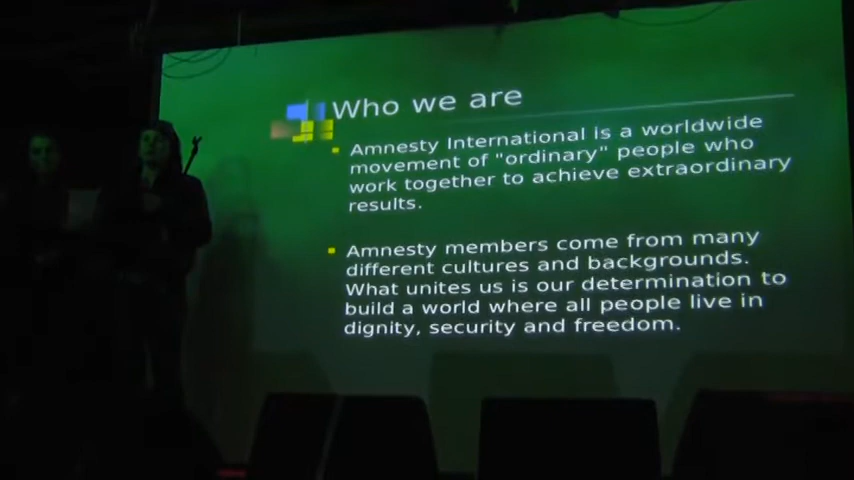 Who we are
Amnesty International is a worldwide
movement of "ordinary" people who
work together to achieve extraordinary
results.
Amnesty members come from many
different cultures and backgrounds.
What unites us is our determination to
build a world where all people live in
dignity, security and freedom.